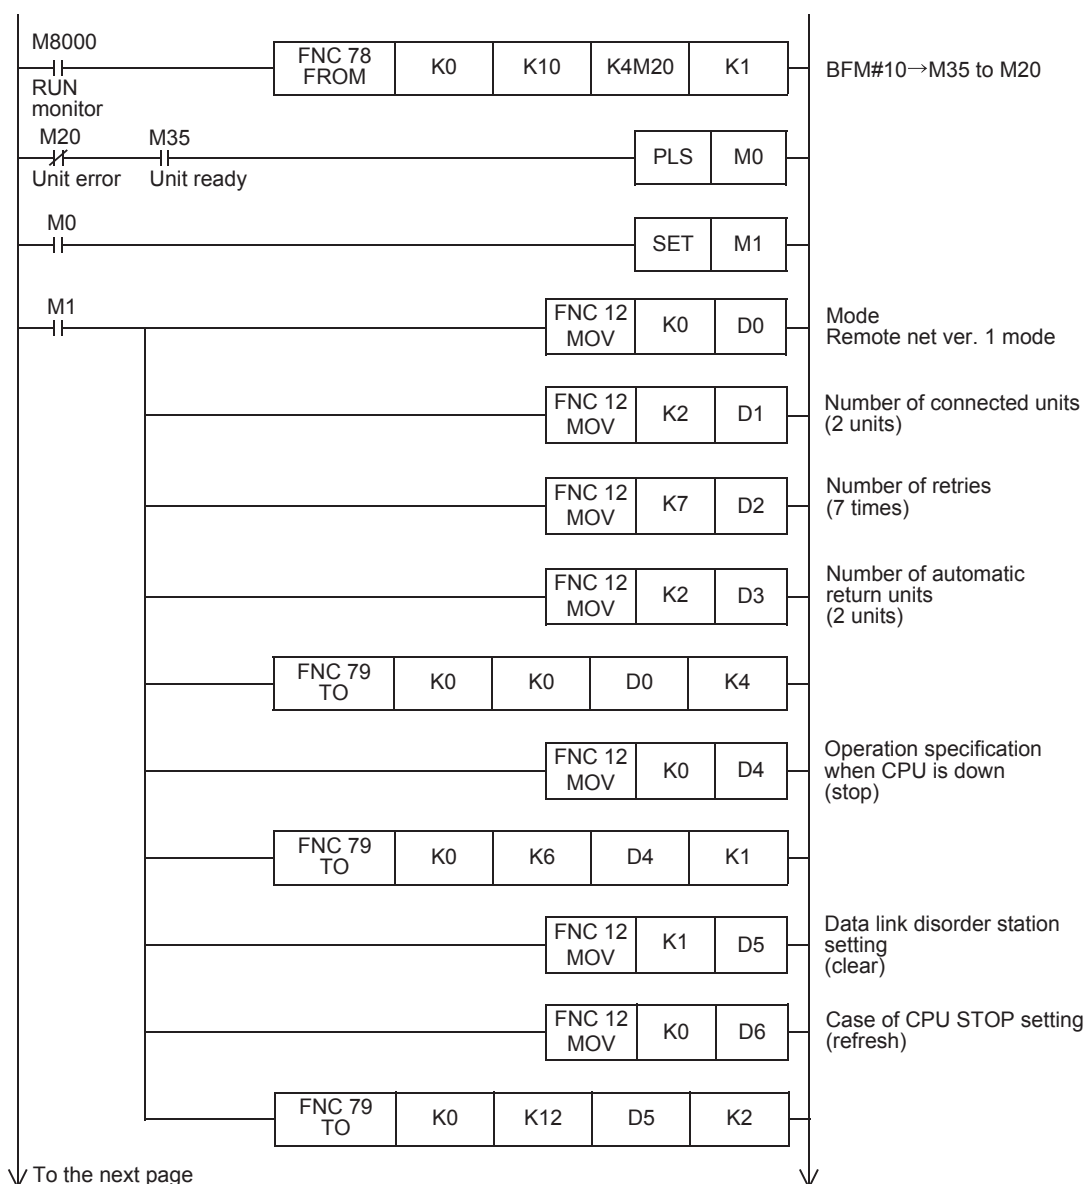 M8000
RUN
monitor
FNC 78
FROM
K0
K10
K4M20
K1
BFM#10→M35 to M20
M20
Unit error
M35
Unit ready
PLS
M0
M0
SET
M1
M1
FNC 12
MOV
K0
D0
Mode
Remote net ver. 1 mode
FNC 12
MOV
K2
D1
Number of connected units
(2 units)
FNC 12
MOV
K7
D2
Number of retries
(7 times)
FNC 12
MOV
K2
D3
Number of automatic
return units
(2 units)
FNC 79
TO
K0
K0
D0
K4
FNC 12
MOV
K0
D4
Operation specification
when CPU is down
(stop)
FNC 79
TO
K0
K6
D4
K1
FNC 12
MOV
K1
D5
Data link disorder station
setting
(clear)
FNC 12
MOV
K0
D6
Case of CPU STOP setting
(refresh)
FNC 79
TO
K0
K12
D5
K2
To the next page